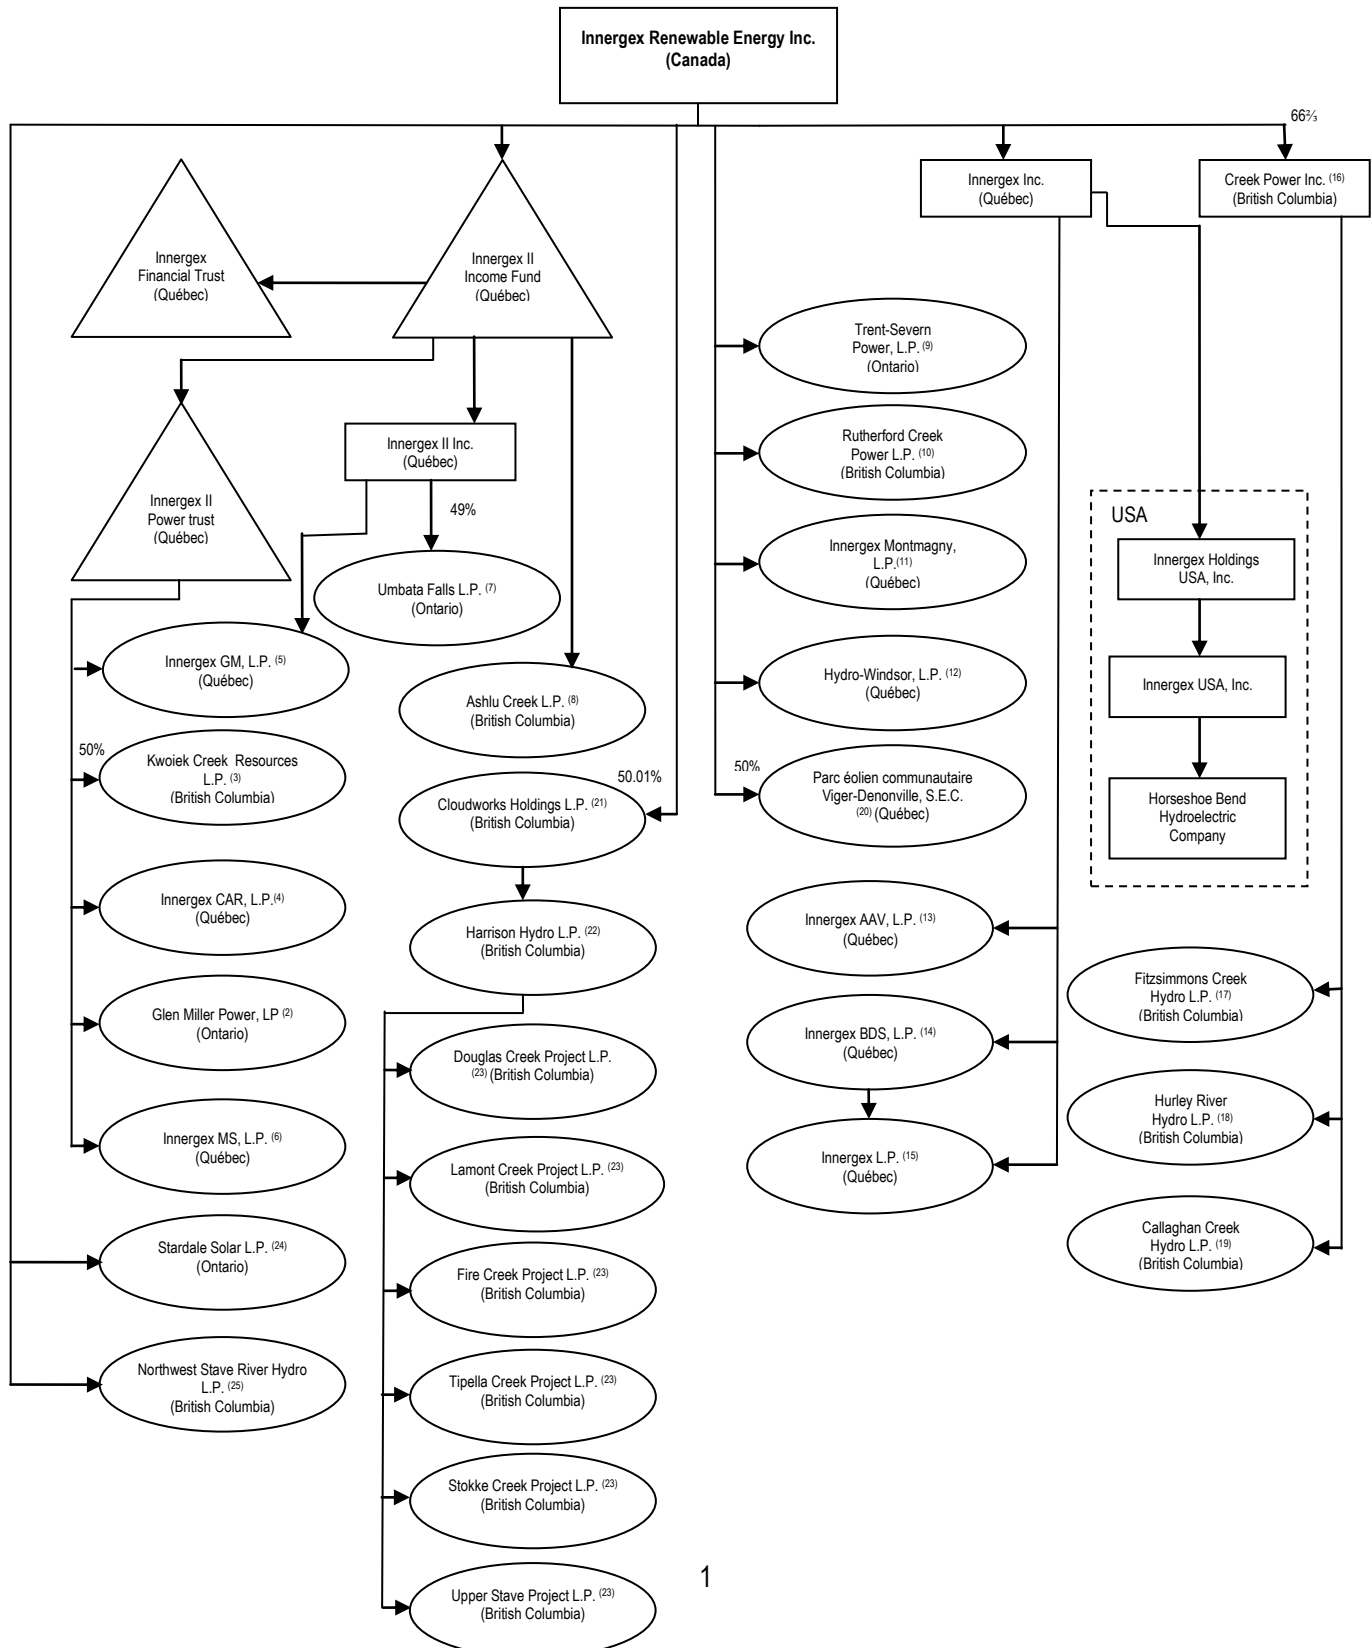 Innergex Renewable Energy Inc.
(Canada)
66⅔
Innergex
Financial Trust
(Québec)
Innergex II
Income Fund
(Québec)
Innergex Inc.
(Québec)
Creek Power Inc. (16)
(British Columbia)
Innergex II
Power trust
(Québec)
Innergex II Inc.
(Québec)
49%
Umbata Falls L.P. (7)
(Ontario)
Innergex GM, L.P. (5)
(Québec)
50%
Kwoiek Creek Resources
L.P. (3)
(British Columbia)
Innergex CAR, L.P.(4)
(Québec)
Glen Miller Power, LP (2)
(Ontario)
Innergex MS, L.P. (6)
(Québec)
Stardale Solar L.P. (24)
(Ontario)
Northwest Stave River Hydro
L.P. (25)
(British Columbia)
Ashlu Creek L.P. (8)
(British Columbia)
50.01%
Cloudworks Holdings L.P. (21)
(British Columbia)
Harrison Hydro L.P. (22)
(British Columbia)
Douglas Creek Project L.P.
(23) (British Columbia)
Lamont Creek Project L.P. (23)
(British Columbia)
Fire Creek Project L.P. (23)
(British Columbia)
Tipella Creek Project L.P. (23)
(British Columbia)
Stokke Creek Project L.P. (23)
(British Columbia)
Upper Stave Project L.P. (23)
(British Columbia)
Trent-Severn
Power, L.P. (9)
(Ontario)
Rutherford Creek
Power L.P. (10)
(British Columbia)
Innergex Montmagny,
L.P.(11)
(Québec)
Hydro-Windsor, L.P. (12)
(Québec)
50%
Parc éolien communautaire
Viger-Denonville, S.E.C.
(20) (Québec)
Innergex AAV, L.P. (13)
(Québec)
Innergex BDS, L.P. (14)
(Québec)
Innergex L.P. (15)
(Québec)
USA
Innergex Holdings
USA, Inc.
Innergex USA, Inc.
Horseshoe Bend
Hydroelectric
Company
Fitzsimmons Creek
Hydro L.P. (17)
(British Columbia)
Hurley River
Hydro L.P. (18)
(British Columbia)
Callaghan Creek
Hydro L.P. (19)
(British Columbia)
1